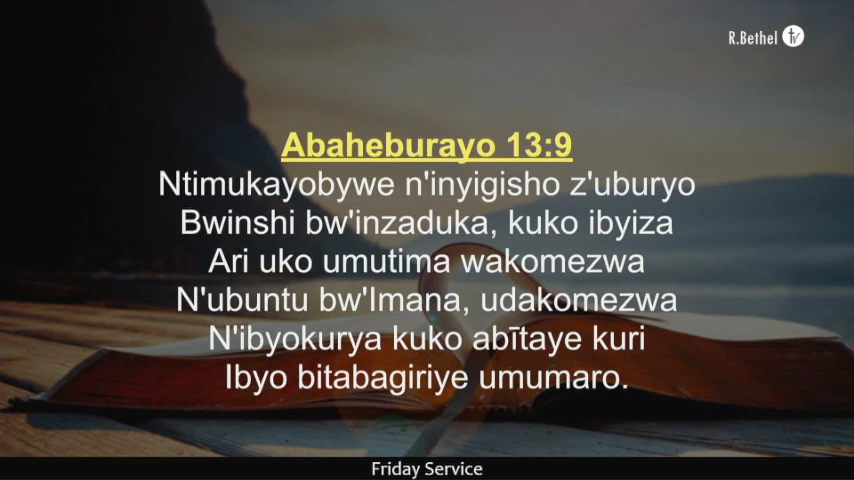 R.Bethel tv
Abaheburayo 13:9
Ntimukayobywe n'inyigisho z'uburyo
Bwinshi bw'inzaduka, kuko ibyiza
Ari uko umutima wakomezwa
N'ubuntu bw'Imana, udakomezwa
N'ibyokurya kuko abītaye kuri
Ibyo bitabagiriye umumaro.
Friday Service